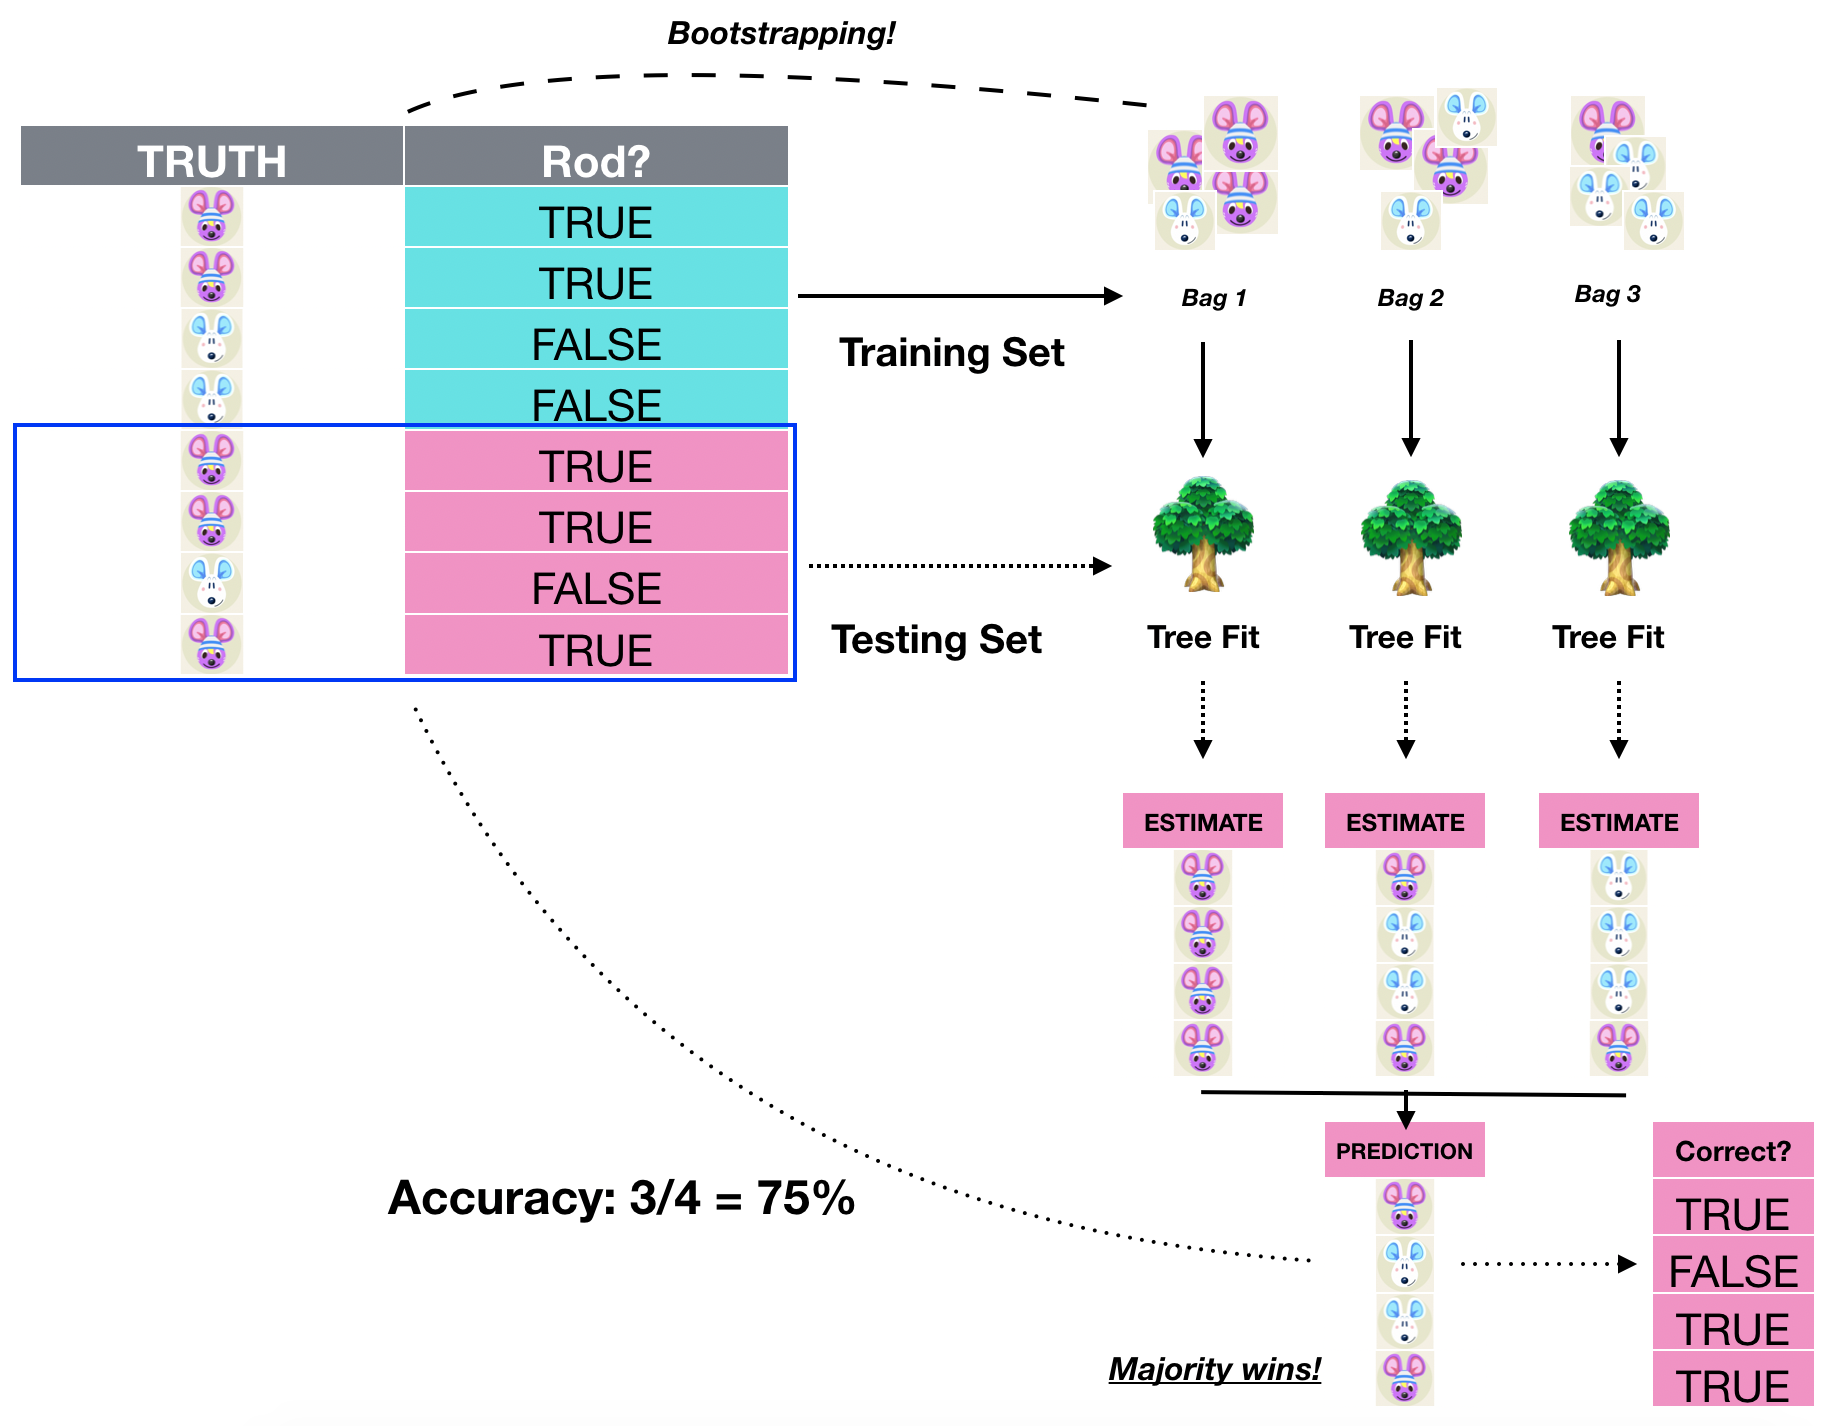 Bootstrapping!
TRUTH Rod?
TRUE
TRUE
FALSE
FALSE
TRUE
TRUE
FALSE
TRUE
Training Set
Testing Set
Bag 1 Bag 2 Bag 3
Tree Fit Tree Fit Tree Fit
ESTIMATE ESTIMATE ESTIMATE
PREDICTION Correct?
TRUE
FALSE
TRUE
TRUE
Accuracy: 3/4 = 75%
Majority wins!